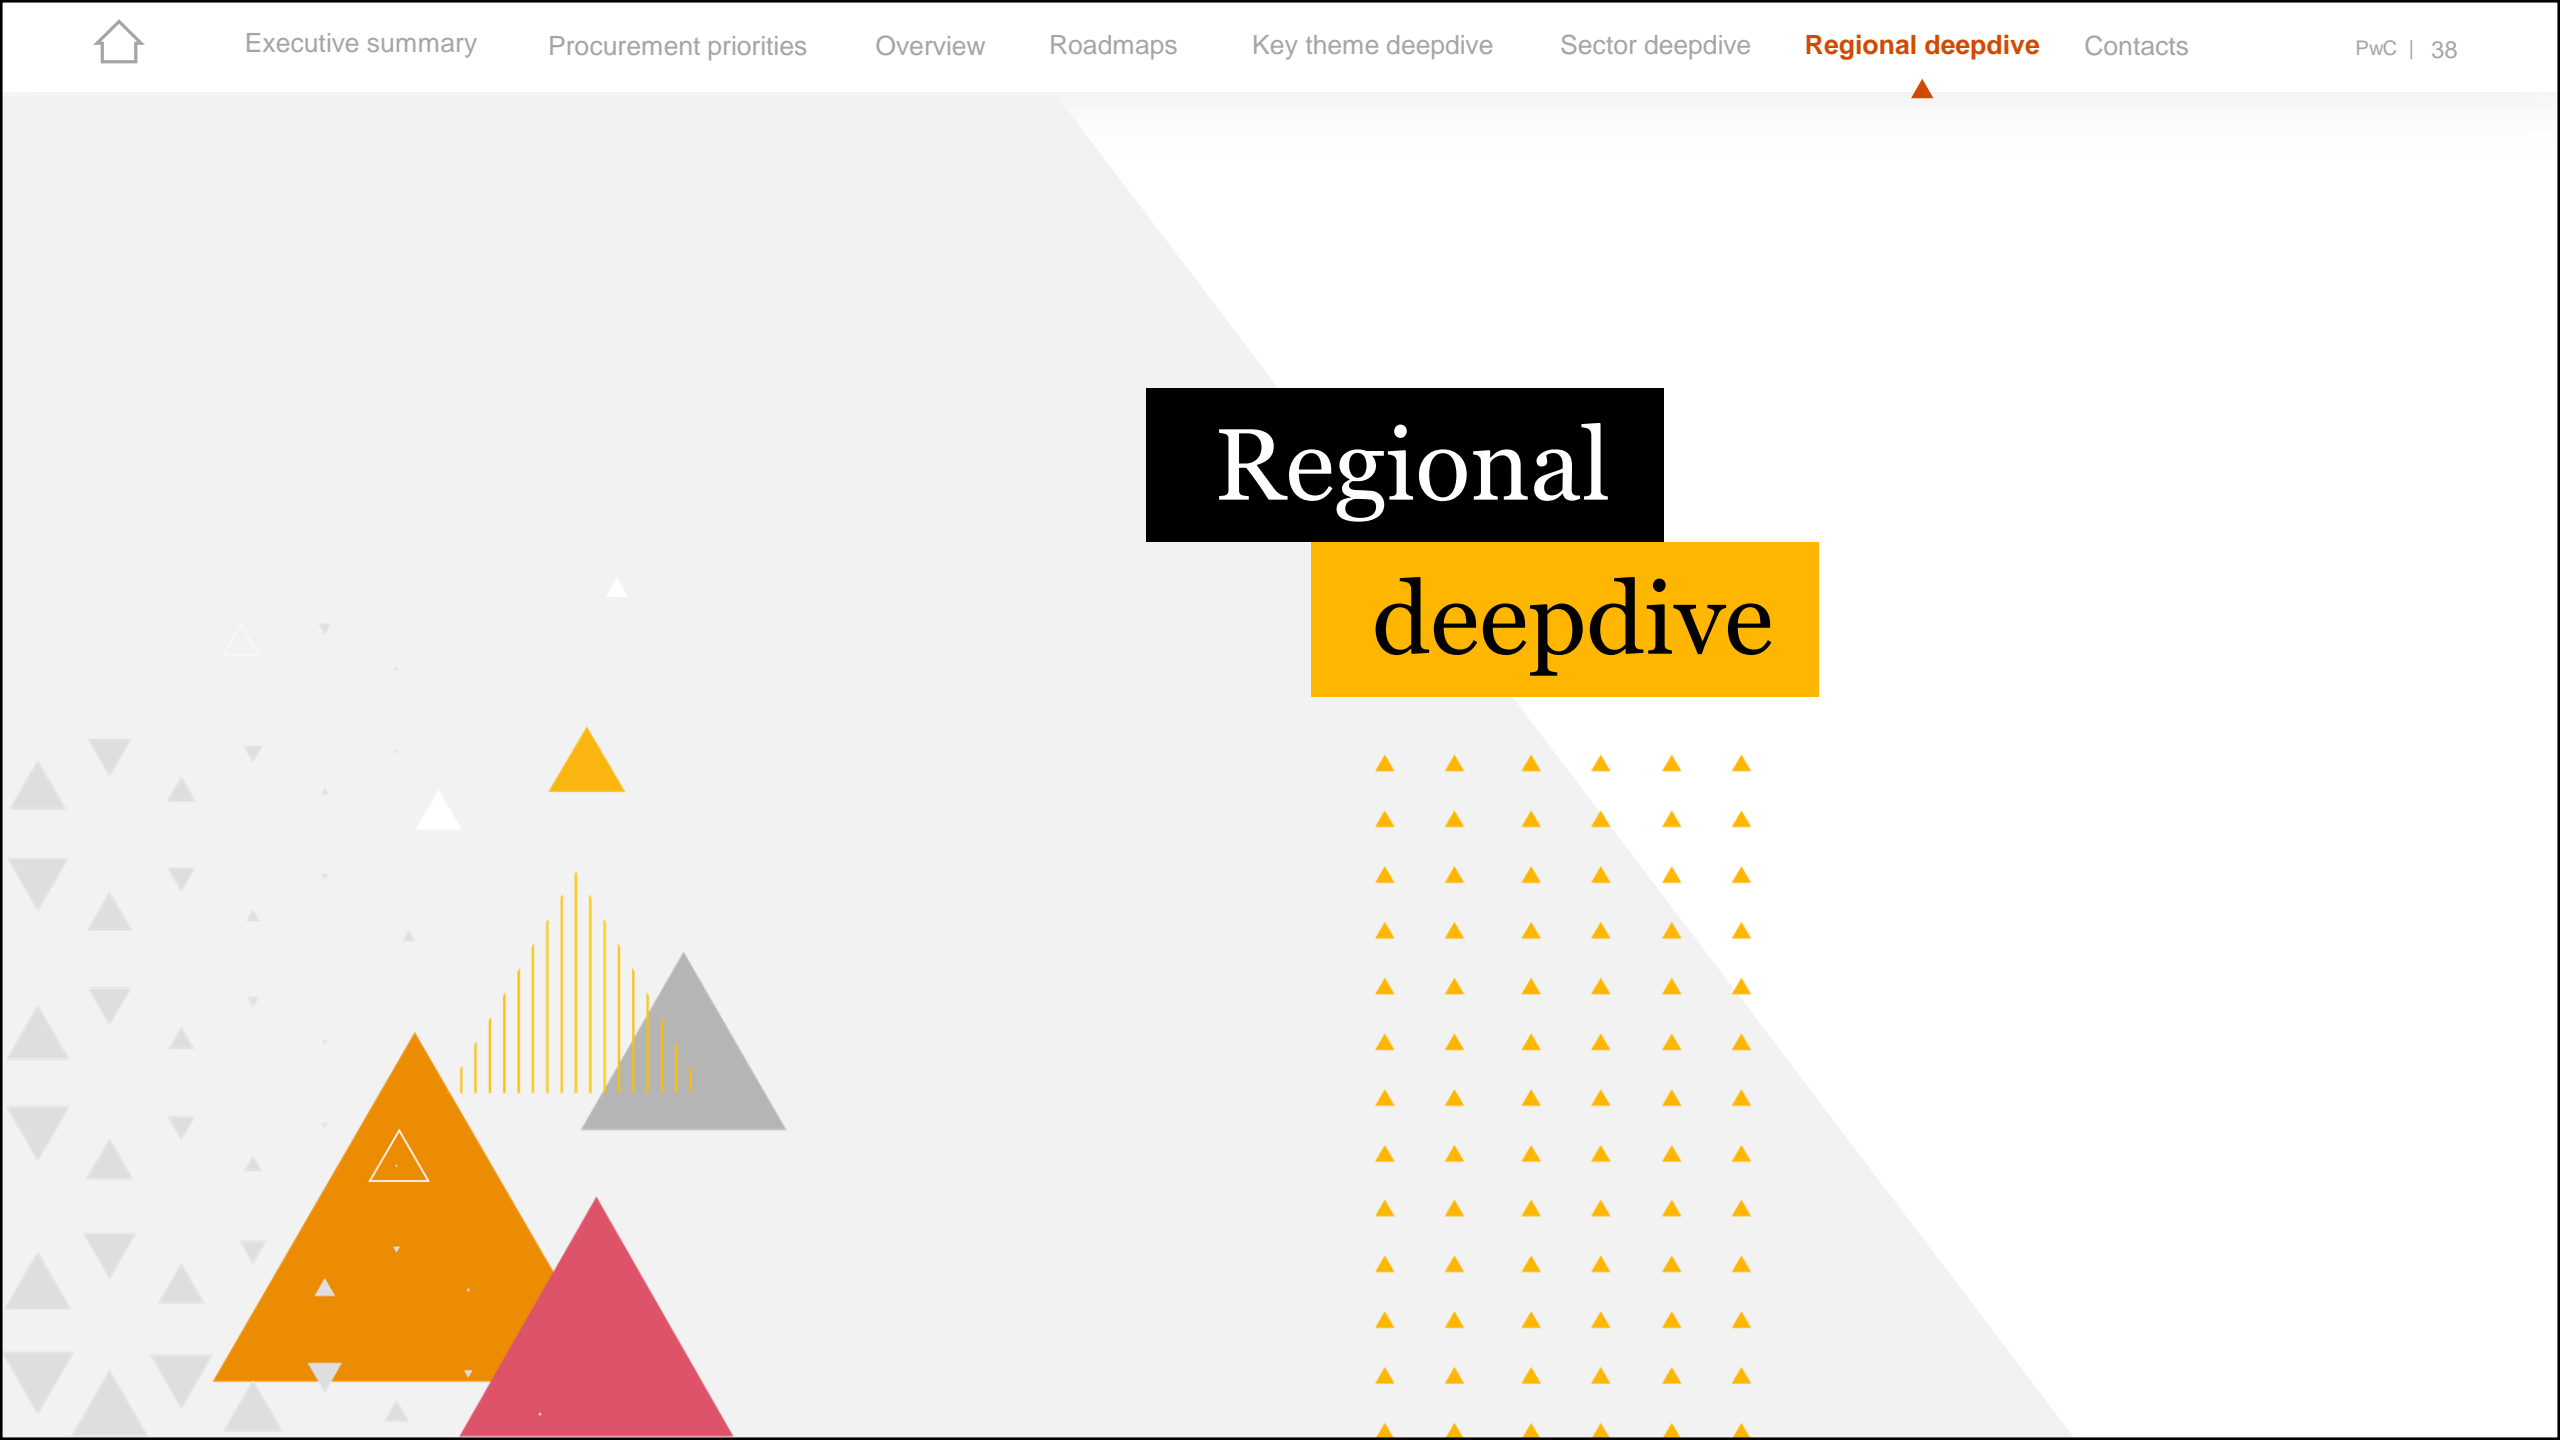 Executive summary
Procurement priorities
Overview
Roadmaps
Key theme deepdive
Sector deepdive
Regional deepdive
Contacts
PwC | 38
Regional
deepdive